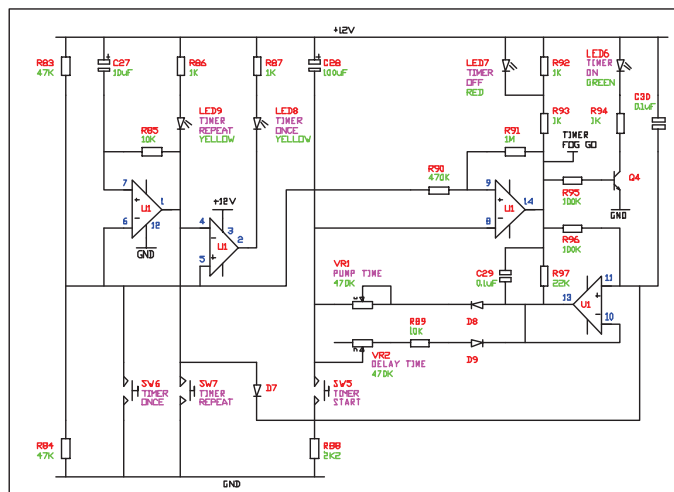 +12V
R83
47K
C27
10uF
R86
1K
R87
1K
C28
100uF
LED7
TIMER
OFF
RED
R92
1K
LED6
TIMER
ON
GREEN
C30
0.1uF
LED9
TIMER
REPEAT
YELLOW
LED8
TIMER
ONCE
YELLOW
R85
10K
R93
1K
R94
1K
R91
1M
TIMER
FOG GO
R90
470K
Q4
7
U1
1
6
12
GND
+12V
4
3
U1
2
5
9
U1
14
8
R95
100K
GND
R96
100K
VR1
PUMP TIME
470K
C29
0.1uF
R97
22K
11
13
U1
10
D8
R89
10K
D9
VR2
DELAY TIME
470K
SW6
TIMER
ONCE
SW7
TIMER
REPEAT
D7
SW5
TIMER
START
R84
47K
R88
2K2
GND